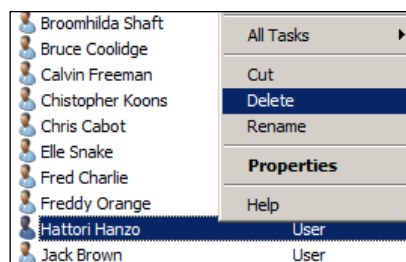 Broomhilda Shaft
Bruce Coolidge
Calvin Freeman
Chistopher Koons
Chris Cabot
Elle Snake
Fred Charlie
Freddy Orange
Hattori Hanzo User
Jack Brown User
All Tasks
Cut
Delete
Rename
Properties
Help